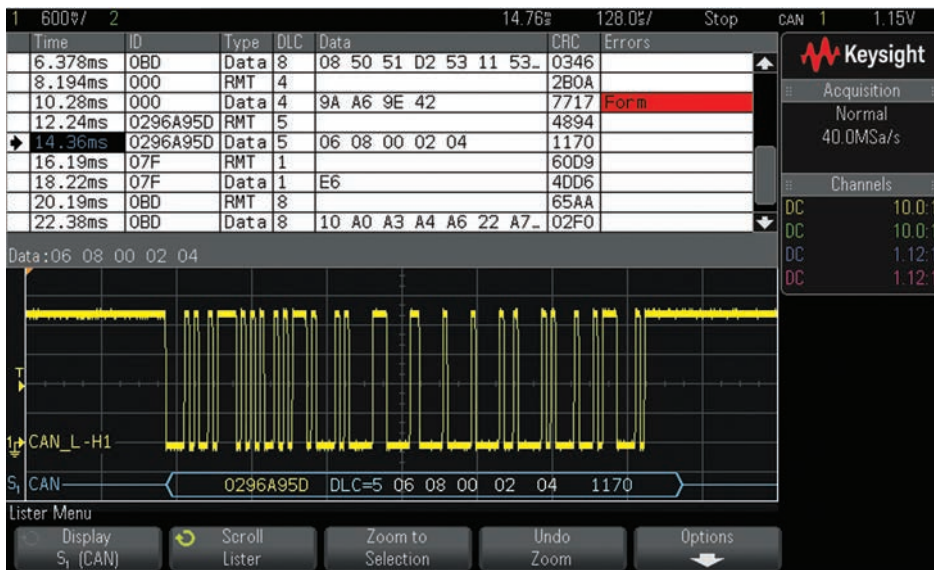 1 600▽/ 2 14.76ms 128.0s/ Stop CAN 1 1.15V
Time ID Type DLC Data CRC Errors
6.378ms 0BD Data 8 08 50 51 D2 53 11 53… 0346
8.194ms 000 RMT 4 2B0A
10.28ms 000 Data 4 9A A6 9E 42 7717 Form
12.24ms 0296A95D RMT 5 4894
14.36ms 0296A95D Data 5 06 08 00 02 04 1170
16.19ms 07F RMT 1 60D9
18.22ms 07F Data 1 E6 4DD6
20.19ms 0BD RMT 8 65AA
22.38ms 0BD Data 8 10 A0 A3 A4 A6 22 A7… 02F0
Data:06 08 00 02 04
Keysight
Acquisition
Normal
40.0MSa/s
Channels
DC 10.0:1
DC 10.0:1
DC 1.12:1
DC 1.12:1
T
1 CAN_L -H1
S1 CAN 0296A95D DLC=5 06 08 00 02 04 1170
Lister Menu
Display
S1 (CAN)
Scroll
Lister
Zoom to
Selection
Undo
Zoom
Options